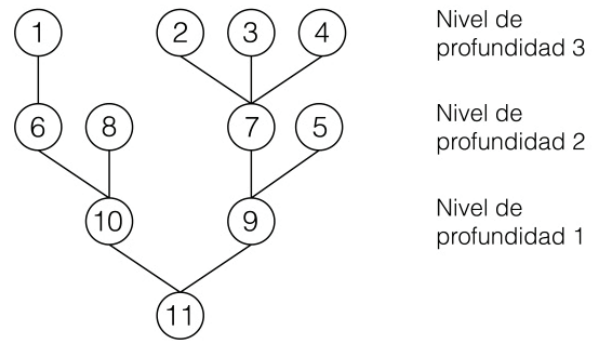 1 2 3 4 Nivel de
profundidad 3
6 8 7 5 Nivel de
profundidad 2
10 9 Nivel de
profundidad 1
11